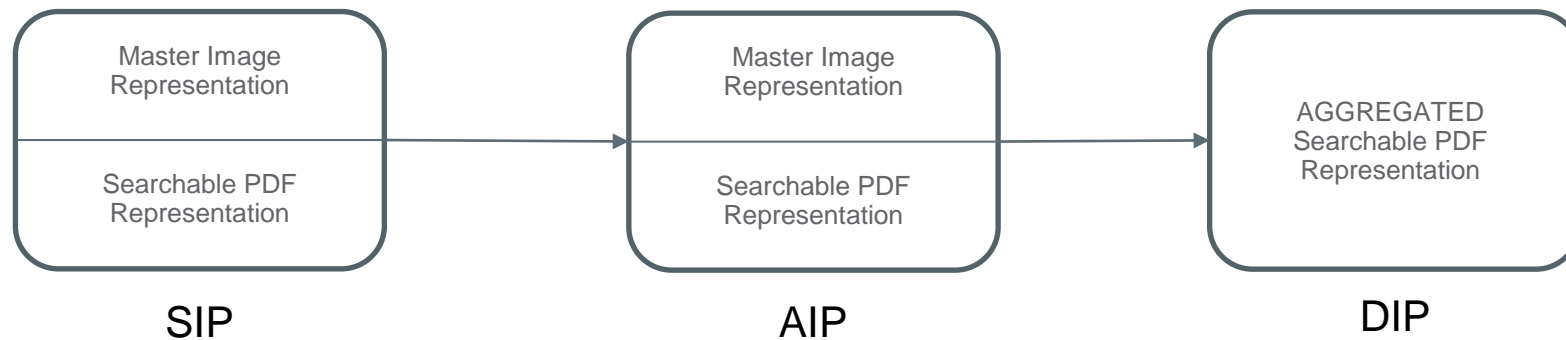 Master Image
Representation
Searchable PDF
Representation
SIP
Master Image
Representation
Searchable PDF
Representation
AIP
AGGREGATED
Searchable PDF
Representation
DIP